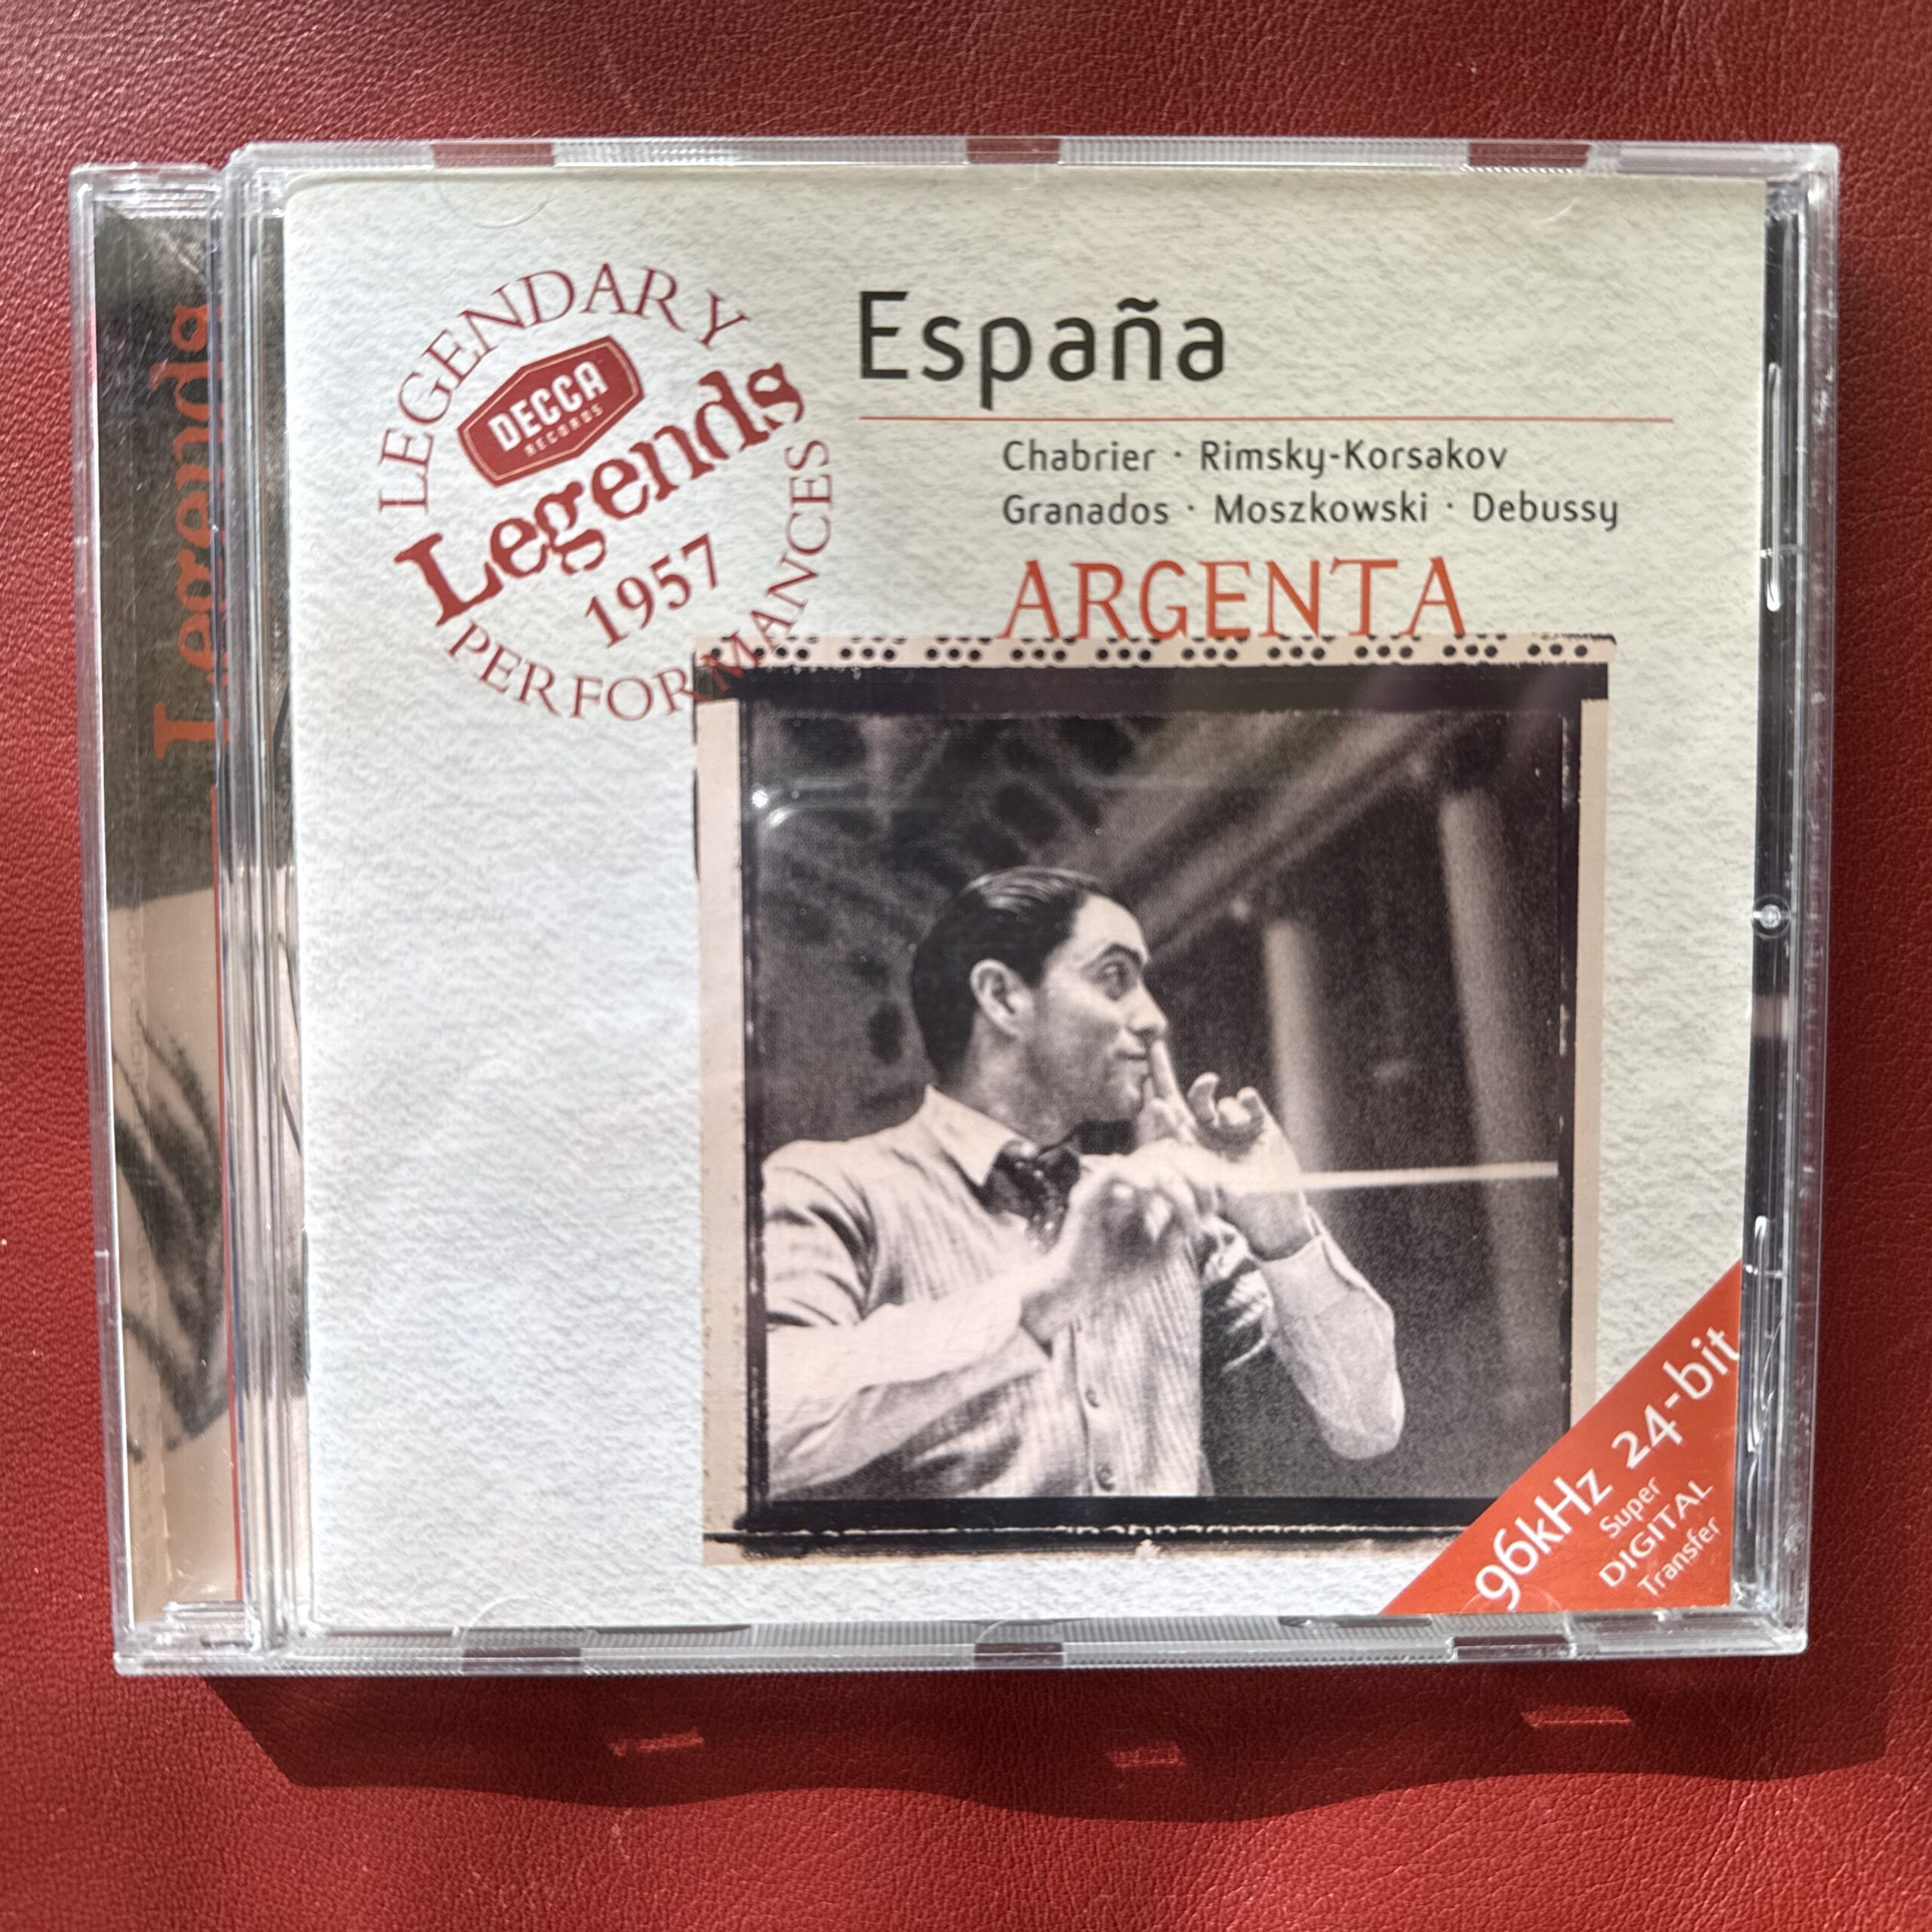 Legends
LEGENDARY
DECCA
RECORDS
Legends
1957
PERFORMANCES
España
Chabrier · Rimsky-Korsakov
Granados · Moszkowski · Debussy
ARGENTA
96kHz 24-bit
Super
DIGITAL
Transfer